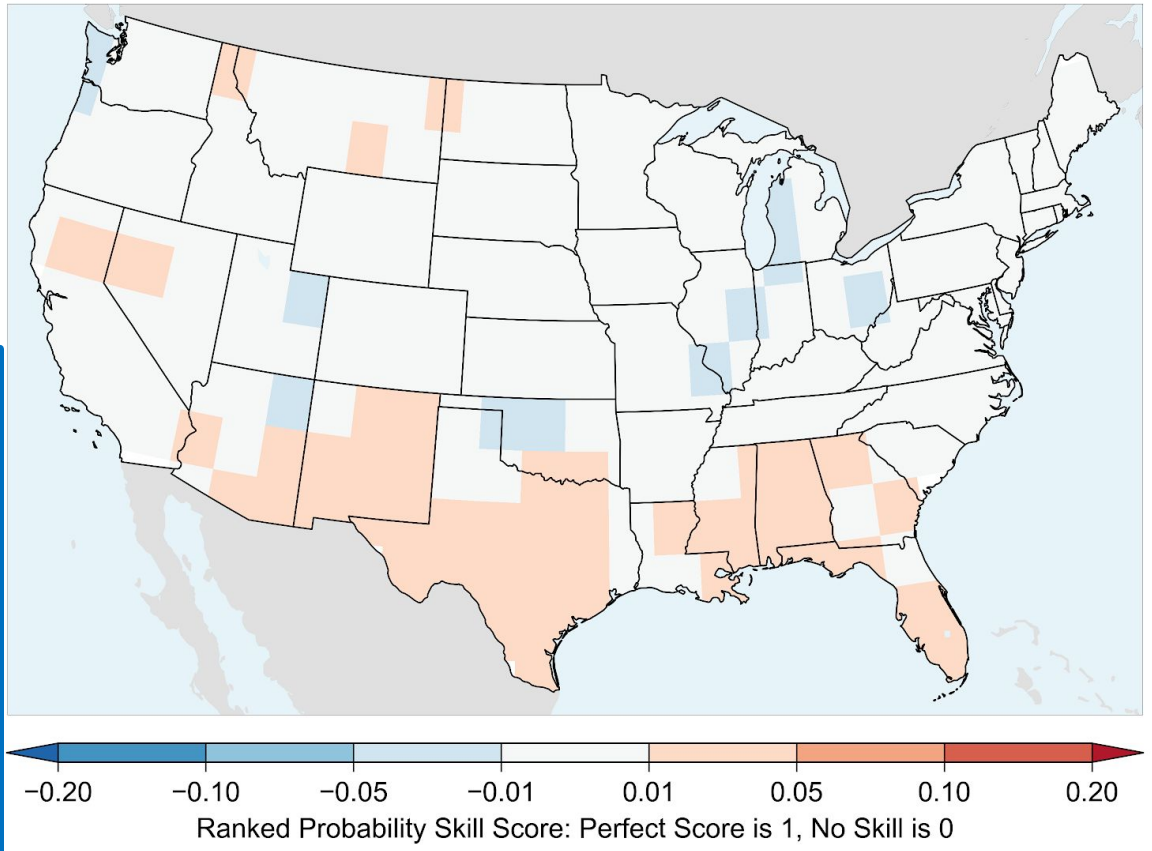 −0.20 −0.10 −0.05 −0.01 0.01 0.05 0.10 0.20
Ranked Probability Skill Score: Perfect Score is 1, No Skill is 0